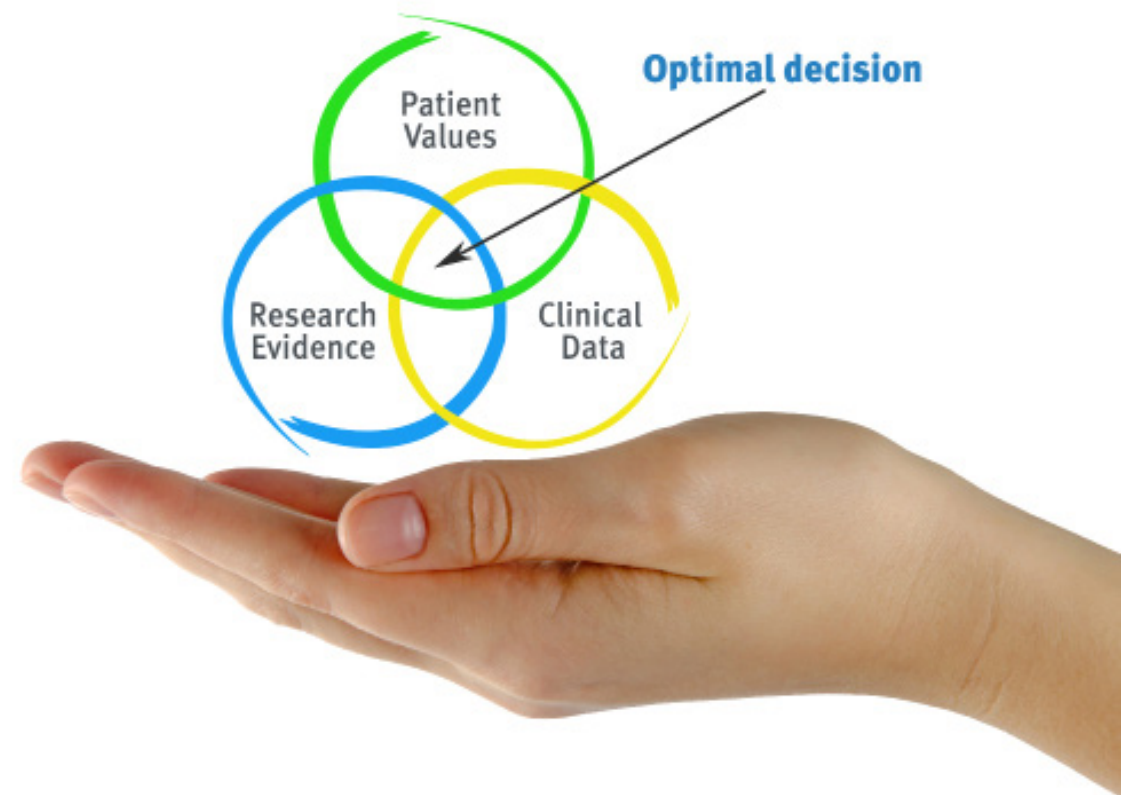 Optimal decision
Patient
Values
Research
Evidence
Clinical
Data